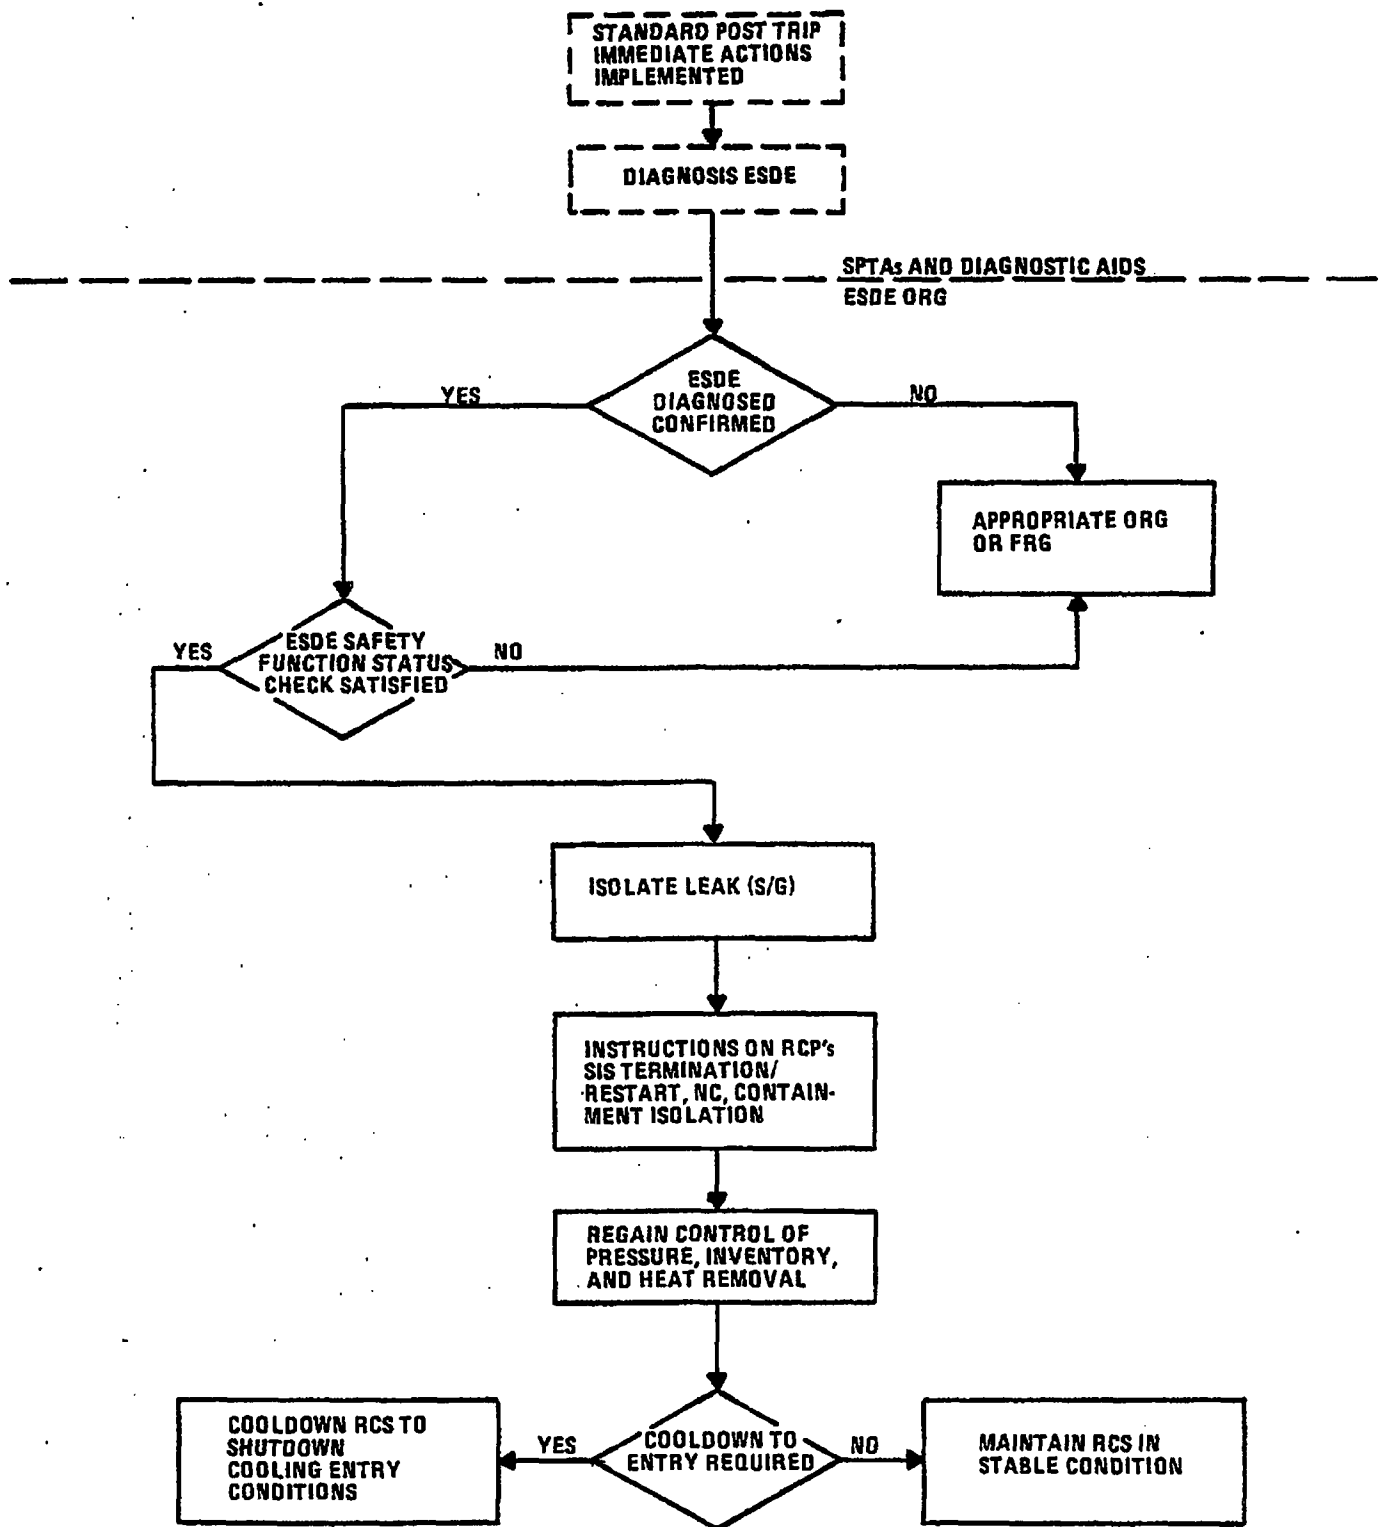 STANDARD POST TRIP
IMMEDIATE ACTIONS
IMPLEMENTED
DIAGNOSIS ESDE
SPTAs AND DIAGNOSTIC AIDS
ESDE ORG
ESDE
DIAGNOSED
CONFIRMED
YES
NO
APPROPRIATE ORG
OR FRG
ESDE SAFETY
FUNCTION STATUS
CHECK SATISFIED
YES
NO
ISOLATE LEAK (S/G)
INSTRUCTIONS ON RCP's
SIS TERMINATION/
RESTART, NC, CONTAIN-
MENT ISOLATION
REGAIN CONTROL OF
PRESSURE, INVENTORY,
AND HEAT REMOVAL
COOLDOWN RCS TO
SHUTDOWN
COOLING ENTRY
CONDITIONS
YES
COOLDOWN TO
ENTRY REQUIRED
NO
MAINTAIN RCS IN
STABLE CONDITION